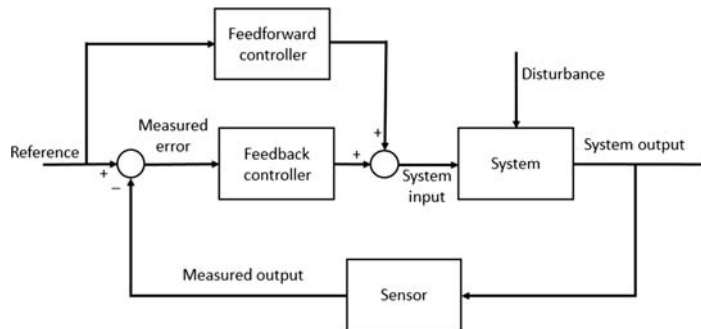 Feedforward
controller
Disturbance
Measured
error
+
Reference
+
−
Feedback
controller
+
System
input
System
System output
Measured output
Sensor